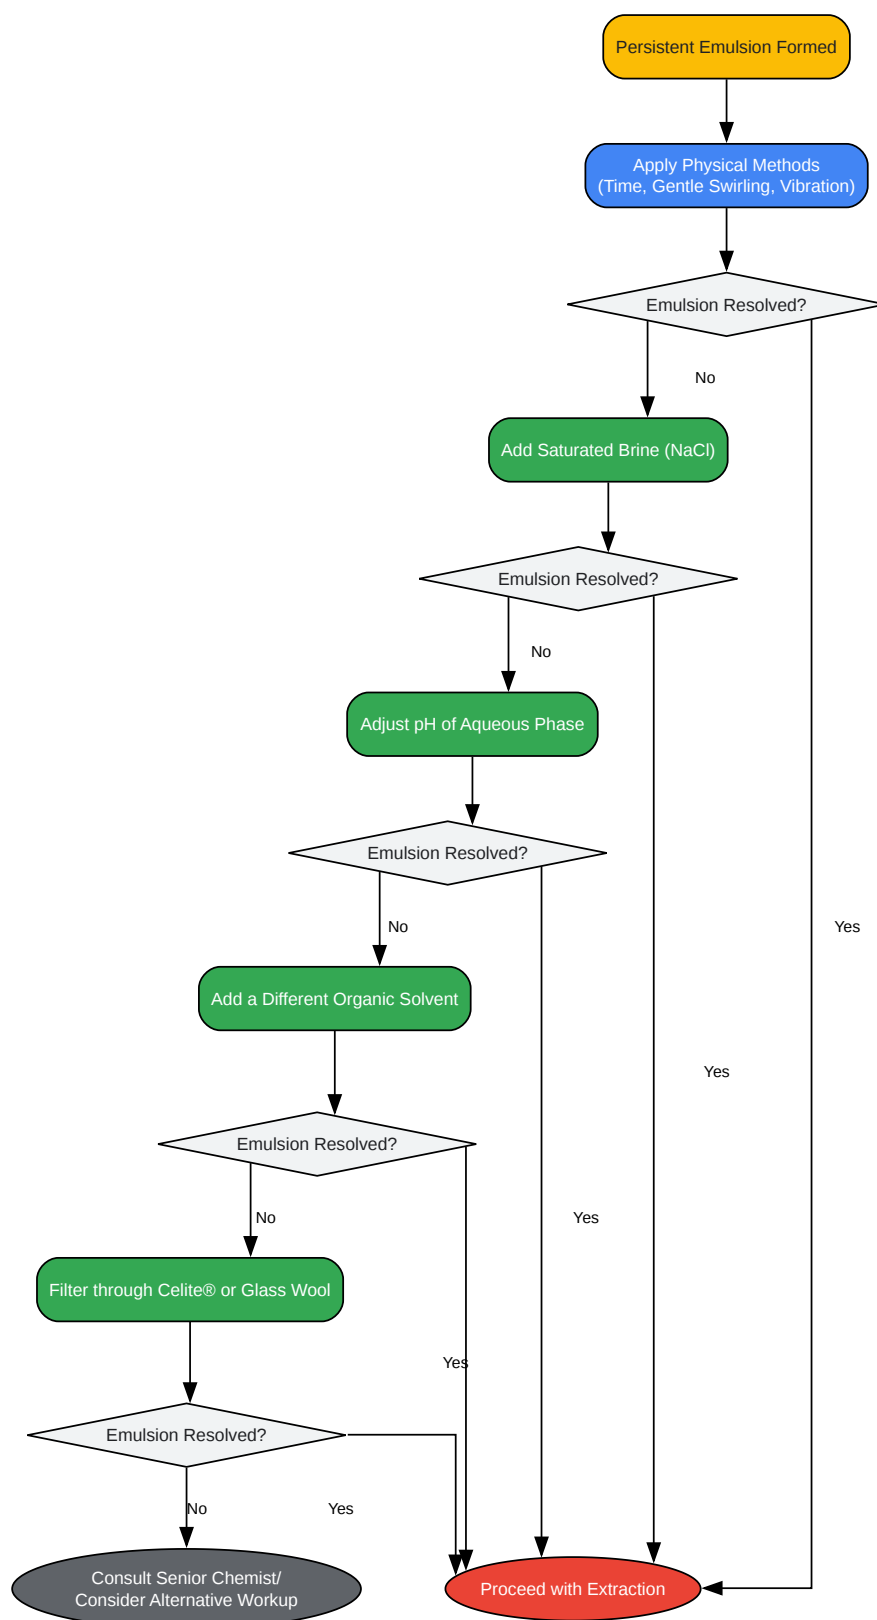 Persistent Emulsion Formed
Apply Physical Methods
(Time, Gentle Swirling, Vibration)
Emulsion Resolved?
No
Add Saturated Brine (NaCl)
Emulsion Resolved?
No
Adjust pH of Aqueous Phase
Emulsion Resolved?
No
Yes
Add a Different Organic Solvent
Yes
Emulsion Resolved?
No
Yes
Filter through Celite® or Glass Wool
Yes
Emulsion Resolved?
No
Yes
Consult Senior Chemist/
Consider Alternative Workup
Proceed with Extraction